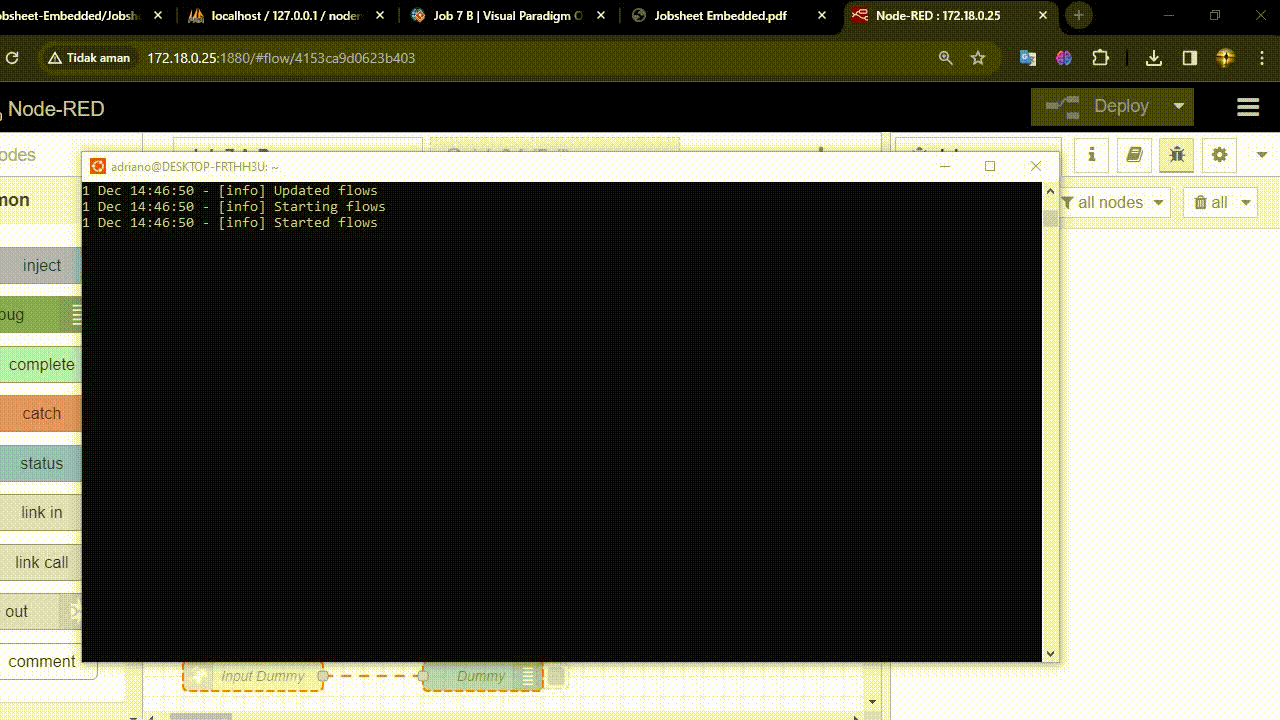 bsheet-Embedded/Jobsh
localhost / 127.0.0.1 / noder
Job 7 B | Visual Paradigm O
Jobsheet Embedded.pdf
Node-RED : 172.18.0.25
Tidak aman
172.18.0.25:1880/#flow/4153ca9d0623b403
Node-RED
Deploy
odes
adriano@DESKTOP-FRTHH3U: ~
1 Dec 14:46:50 - [info] Updated flows
1 Dec 14:46:50 - [info] Starting flows
1 Dec 14:46:50 - [info] Started flows
all nodes
all
mon
inject
bug
complete
catch
status
link in
link call
out
comment
Input Dummy
Dummy